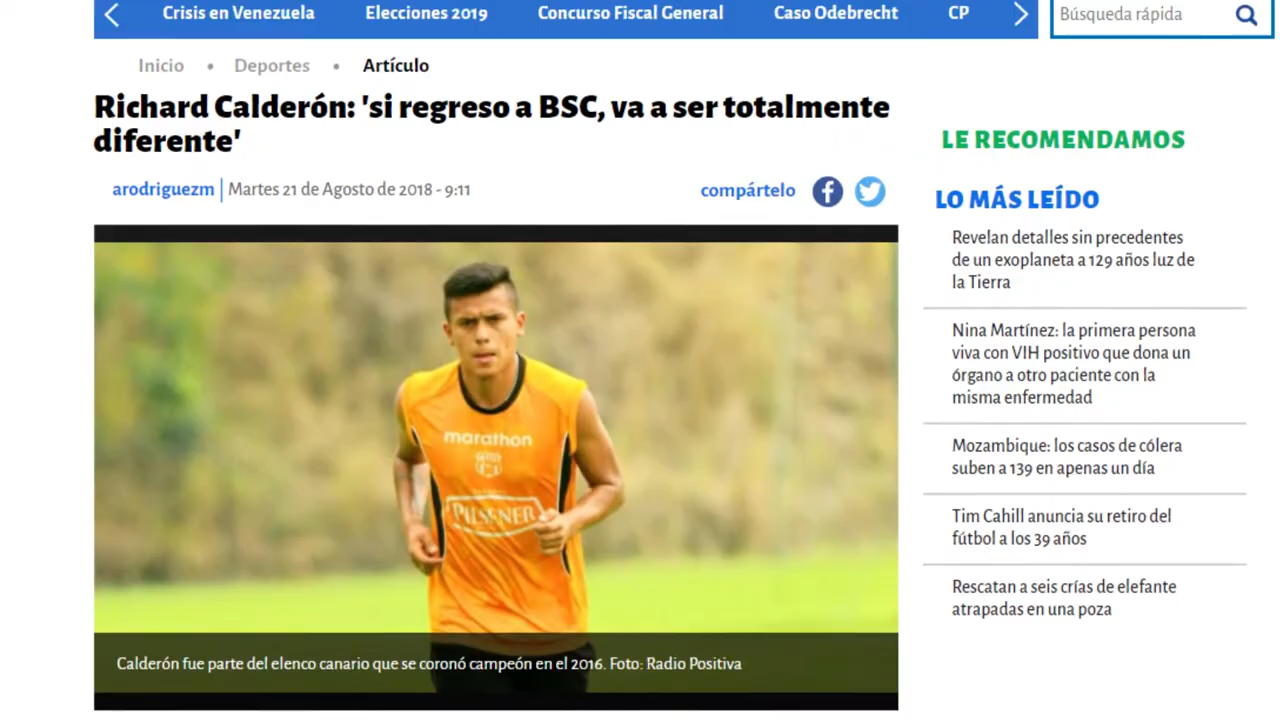 Crisis en Venezuela Elecciones 2019 Concurso Fiscal General Caso Odebrecht CP
Búsqueda rápida
Inicio • Deportes • Artículo
Richard Calderón: 'si regreso a BSC, va a ser totalmente
diferente'
arodriguezm | Martes 21 de Agosto de 2018 - 9:11
compártelo
marathon
PILSENER
Calderón fue parte del elenco canario que se coronó campeón en el 2016. Foto: Radio Positiva
LE RECOMENDAMOS
LO MÁS LEÍDO
Revelan detalles sin precedentes
de un exoplaneta a 129 años luz de
la Tierra
Nina Martínez: la primera persona
viva con VIH positivo que dona un
órgano a otro paciente con la
misma enfermedad
Mozambique: los casos de cólera
suben a 139 en apenas un día
Tim Cahill anuncia su retiro del
fútbol a los 39 años
Rescatan a seis crías de elefante
atrapadas en una poza